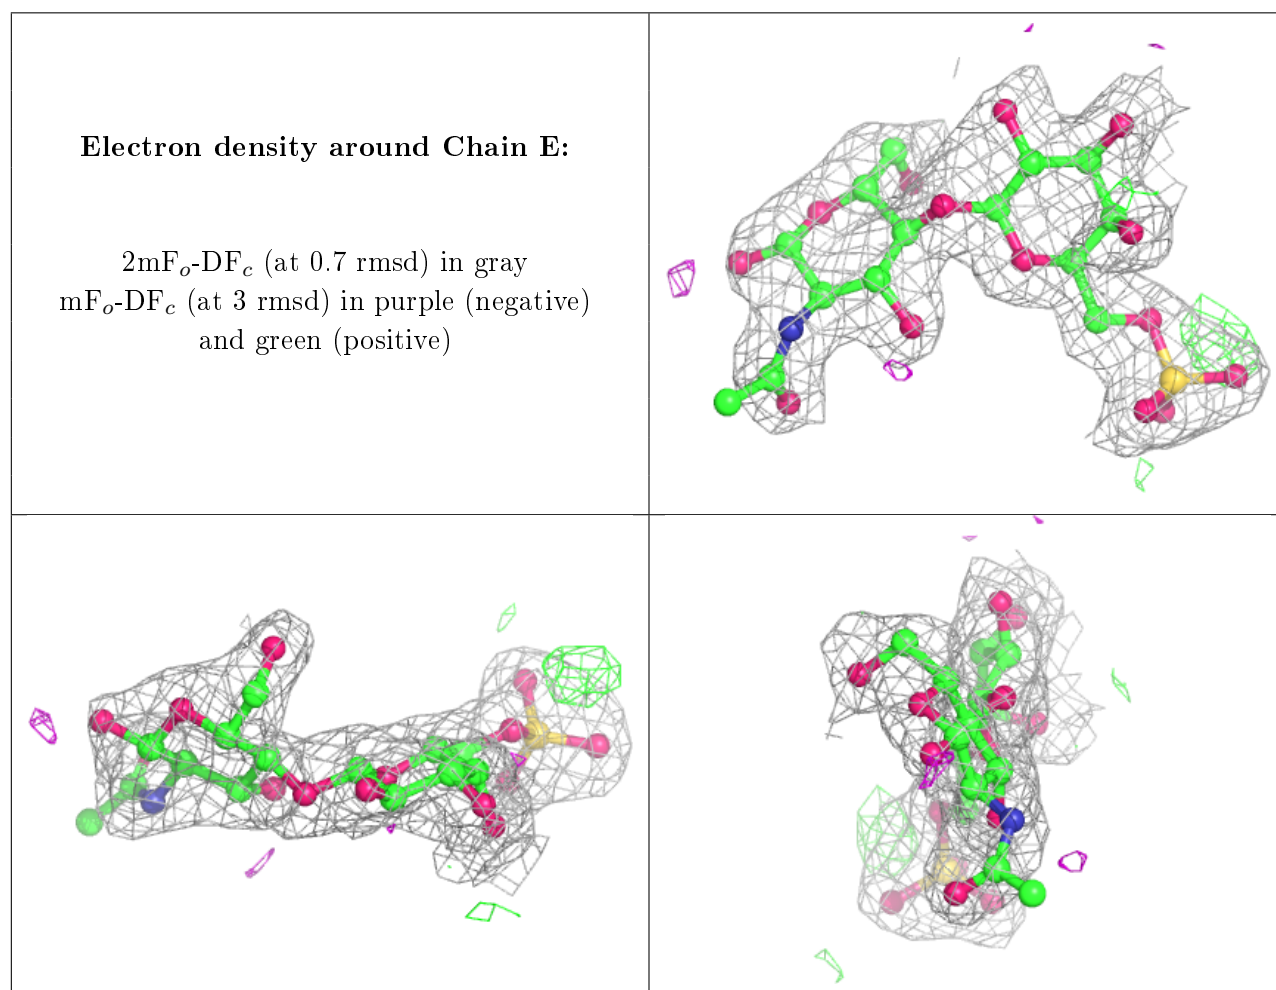 Electron density around Chain E:
2mFo-DFc (at 0.7 rmsd) in gray
mFo-DFc (at 3 rmsd) in purple (negative)
and green (positive)